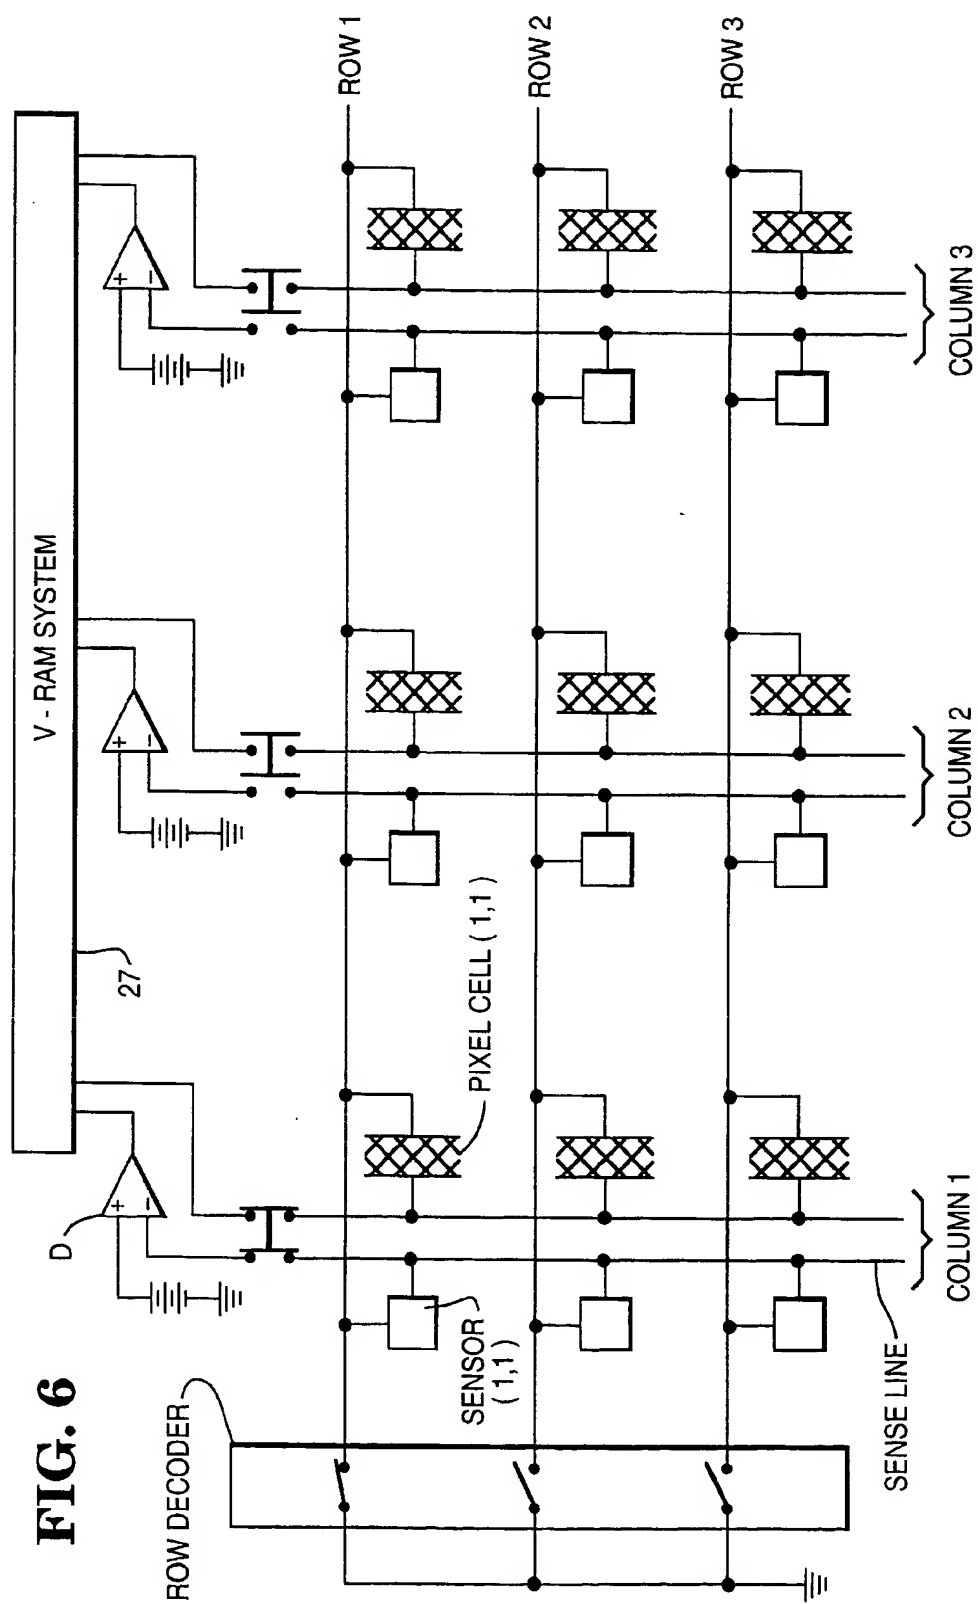 FIG. 6
V - RAM SYSTEM
27
D
+
-
+
-
+
-
ROW DECODER
ROW 1
ROW 2
ROW 3
PIXEL CELL ( 1,1 )
SENSOR
( 1,1 )
SENSE LINE
COLUMN 1
COLUMN 2
COLUMN 3